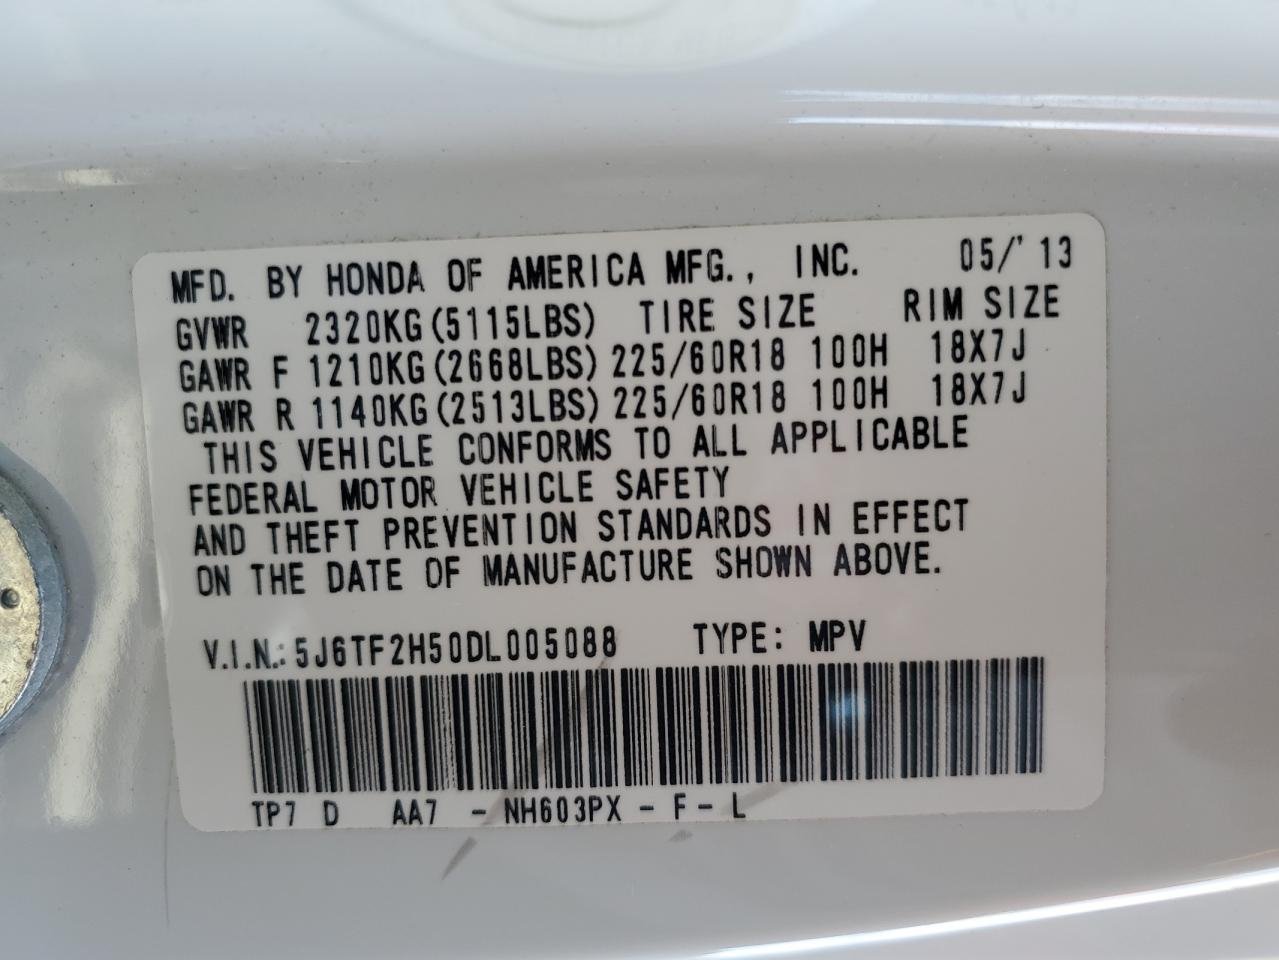 MFD. BY HONDA OF AMERICA MFG., INC. 05/'13
GVWR 2320KG(5115LBS) TIRE SIZE RIM SIZE
GAWR F 1210KG(2668LBS) 225/60R18 100H 18X7J
GAWR R 1140KG(2513LBS) 225/60R18 100H 18X7J
THIS VEHICLE CONFORMS TO ALL APPLICABLE
FEDERAL MOTOR VEHICLE SAFETY
AND THEFT PREVENTION STANDARDS IN EFFECT
ON THE DATE OF MANUFACTURE SHOWN ABOVE.
V.I.N.: 5J6TF2H50DL005088 TYPE: MPV
TP7 D AA7 - NH603PX - F - L